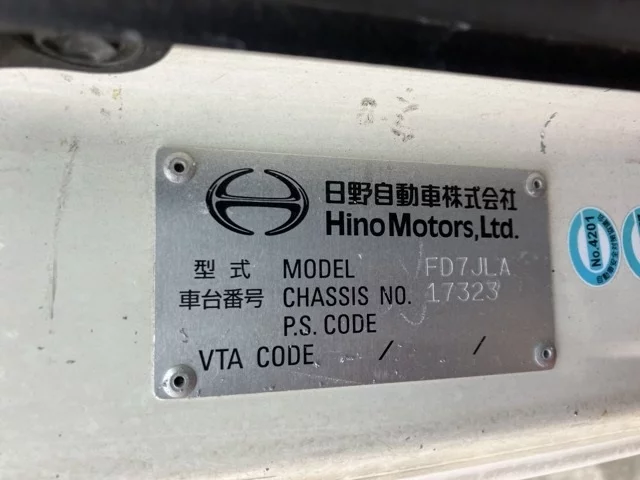 日野自動車株式会社
Hino Motors, Ltd.
型式 MODEL FD7JLA
車台番号 CHASSIS NO. 17323
P.S. CODE
VTA CODE / /
No.4201